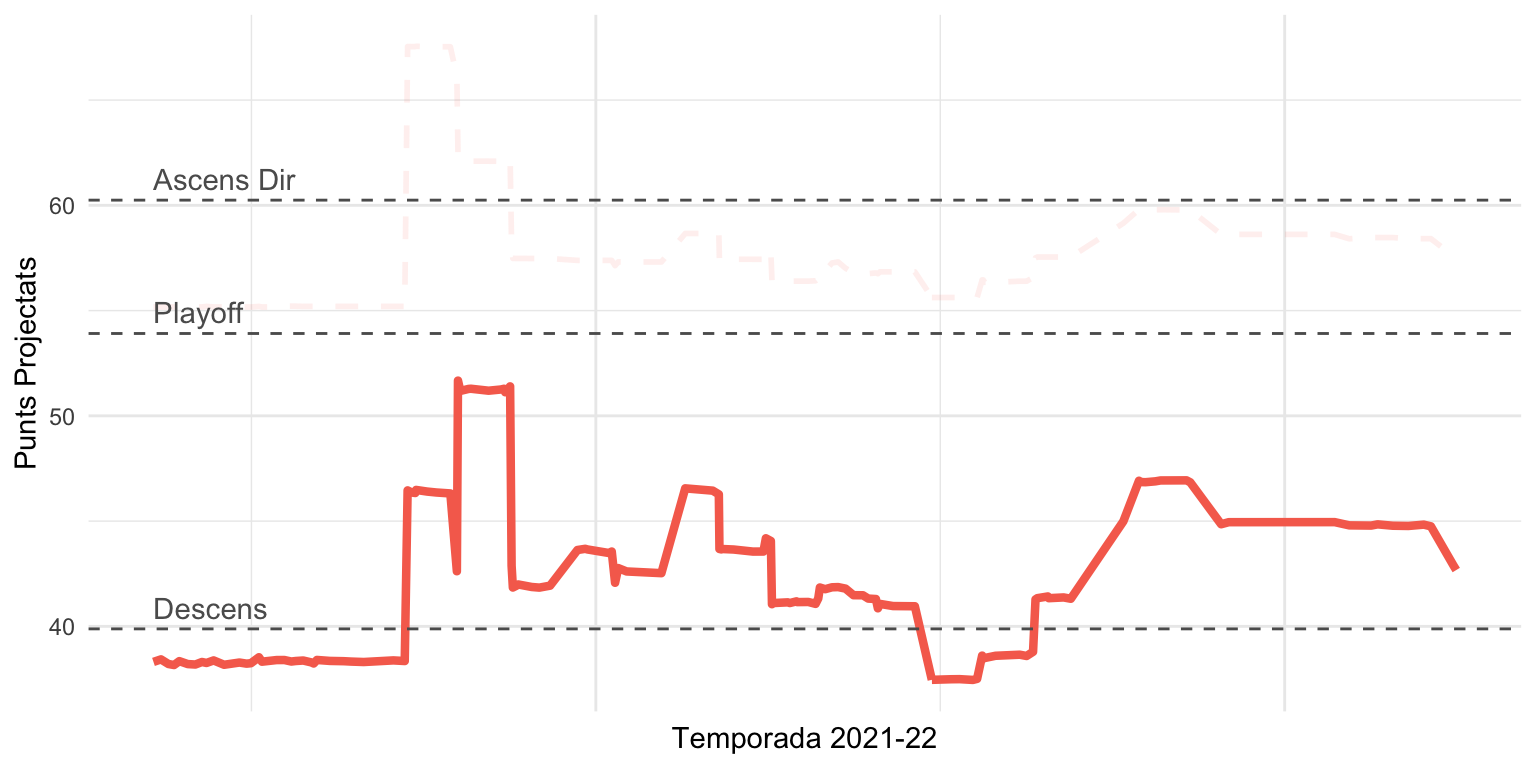 Ascens Dir
60
Playoff
Punts Projectats
50
Descens
40
Temporada 2021-22